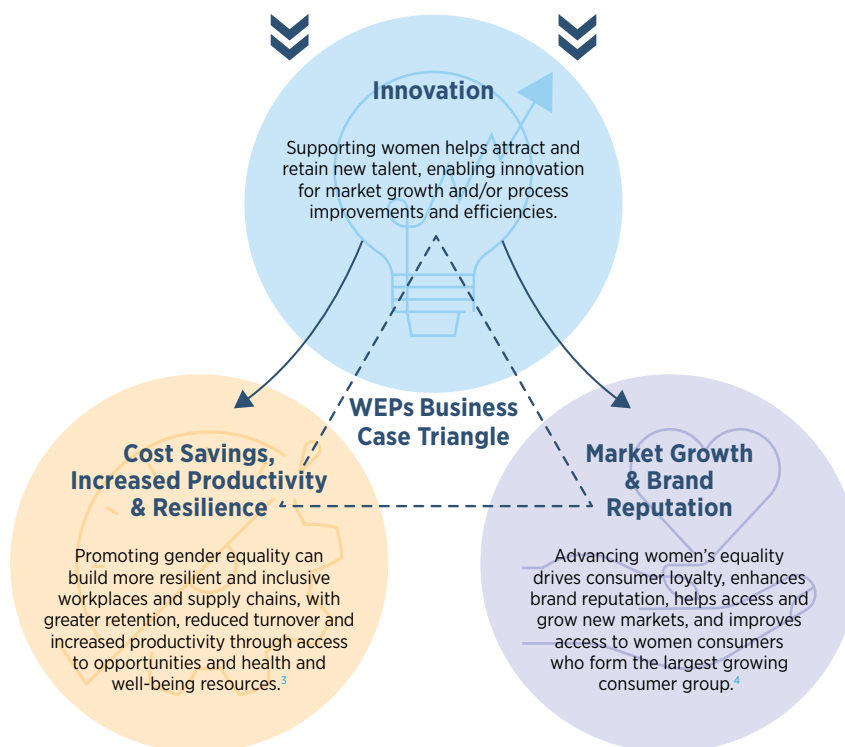 Innovation
Supporting women helps attract and
retain new talent, enabling innovation
for market growth and/or process
improvements and efficiencies.
WEPs Business
Case Triangle
Cost Savings,
Increased Productivity
& Resilience
Promoting gender equality can
build more resilient and inclusive
workplaces and supply chains, with
greater retention, reduced turnover and
increased productivity through access
to opportunities and health and
well-being resources.3
Market Growth
& Brand
Reputation
Advancing women’s equality
drives consumer loyalty, enhances
brand reputation, helps access and
grow new markets, and improves
access to women consumers
who form the largest growing
consumer group.4